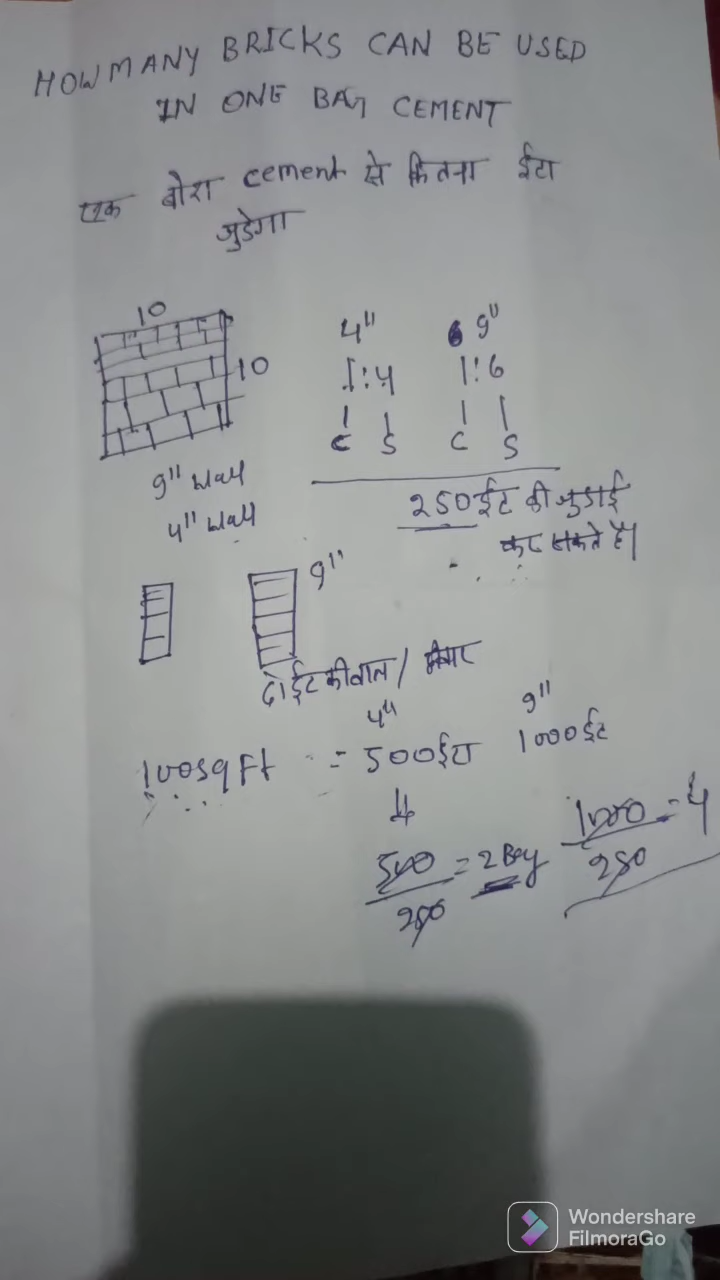 HOW MANY BRICKS CAN BE USED
IN ONE BAG CEMENT
एक बोरा cement से कितना ईटा
जुडेगा
10
10
4" 9"
1:4 1:6
C S C S
9" wall
4" wall
250 ईट की जुडाई
कर सकते है।
9"
दो ईट की वाल /
4" 9"
100sqft = 500 ईटा 1000 ईट
500/250 = 2 Bag 1000/250 = 4
Wondershare
FilmoraGo